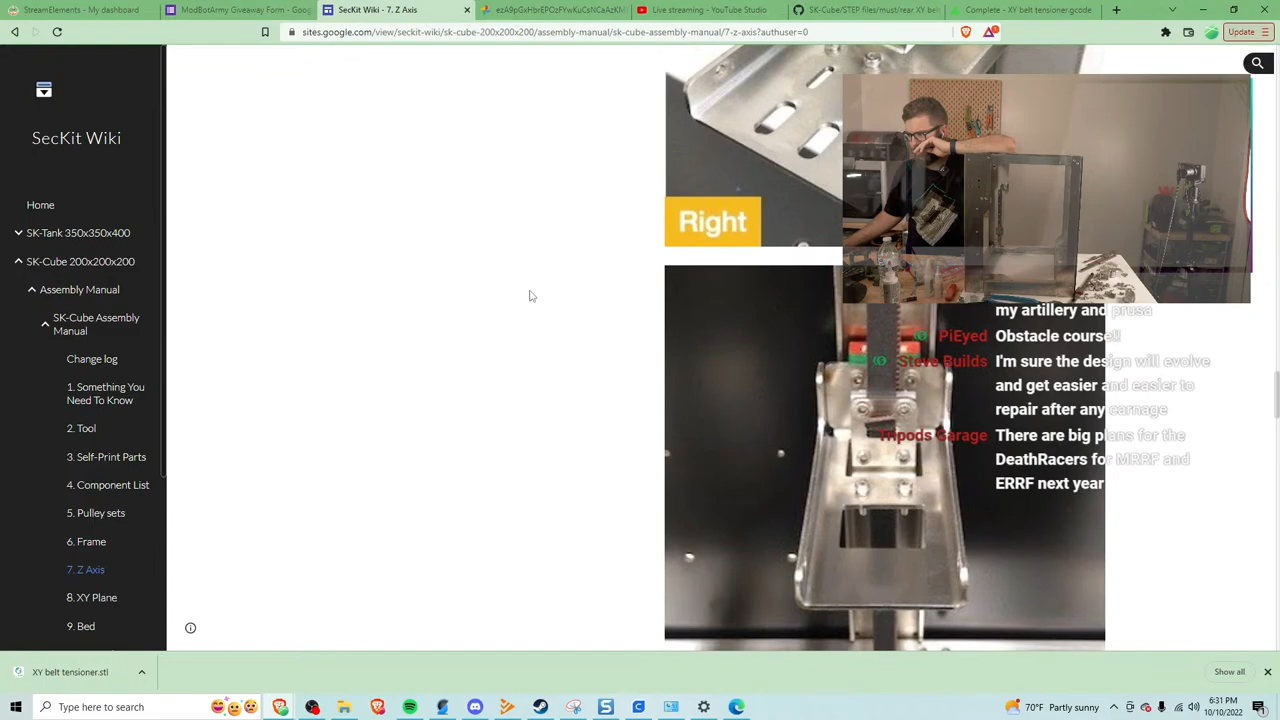 StreamElements - My dashboard
ModBotArmy Giveaway Form - Goog
SecKit Wiki - 7. Z Axis
ezA9pGxHbrEPOzFYwKuCsNCaAzKM
Live streaming - YouTube Studio
SK-Cube/STEP files/must/rear XY bel
Complete - XY belt tensioner.gcode
sites.google.com/view/seckit-wiki/sk-cube-200x200x200/assembly-manual/sk-cube-assembly-manual/7-z-axis?authuser=0
Update
SecKit Wiki
Home
SK-Tank 350x350x400
SK-Cube 200x200x200
Assembly Manual
SK-Cube Assembly
Manual
Change log
1. Something You
Need To Know
2. Tool
3. Self-Print Parts
4. Component List
5. Pulley sets
6. Frame
7. Z Axis
8. XY Plane
9. Bed
Right
my artillery and prusa
PiEyed Obstacle course!!
Steve Builds I'm sure the design will evolve
and get easier and easier to
repair after any carnage
Tripods Garage There are big plans for the
DeathRacers for MRRF and
ERRF next year
XY belt tensioner.stl
Show all
Type here to search
70°F Partly sunny
6:31 PM
10/10/2022